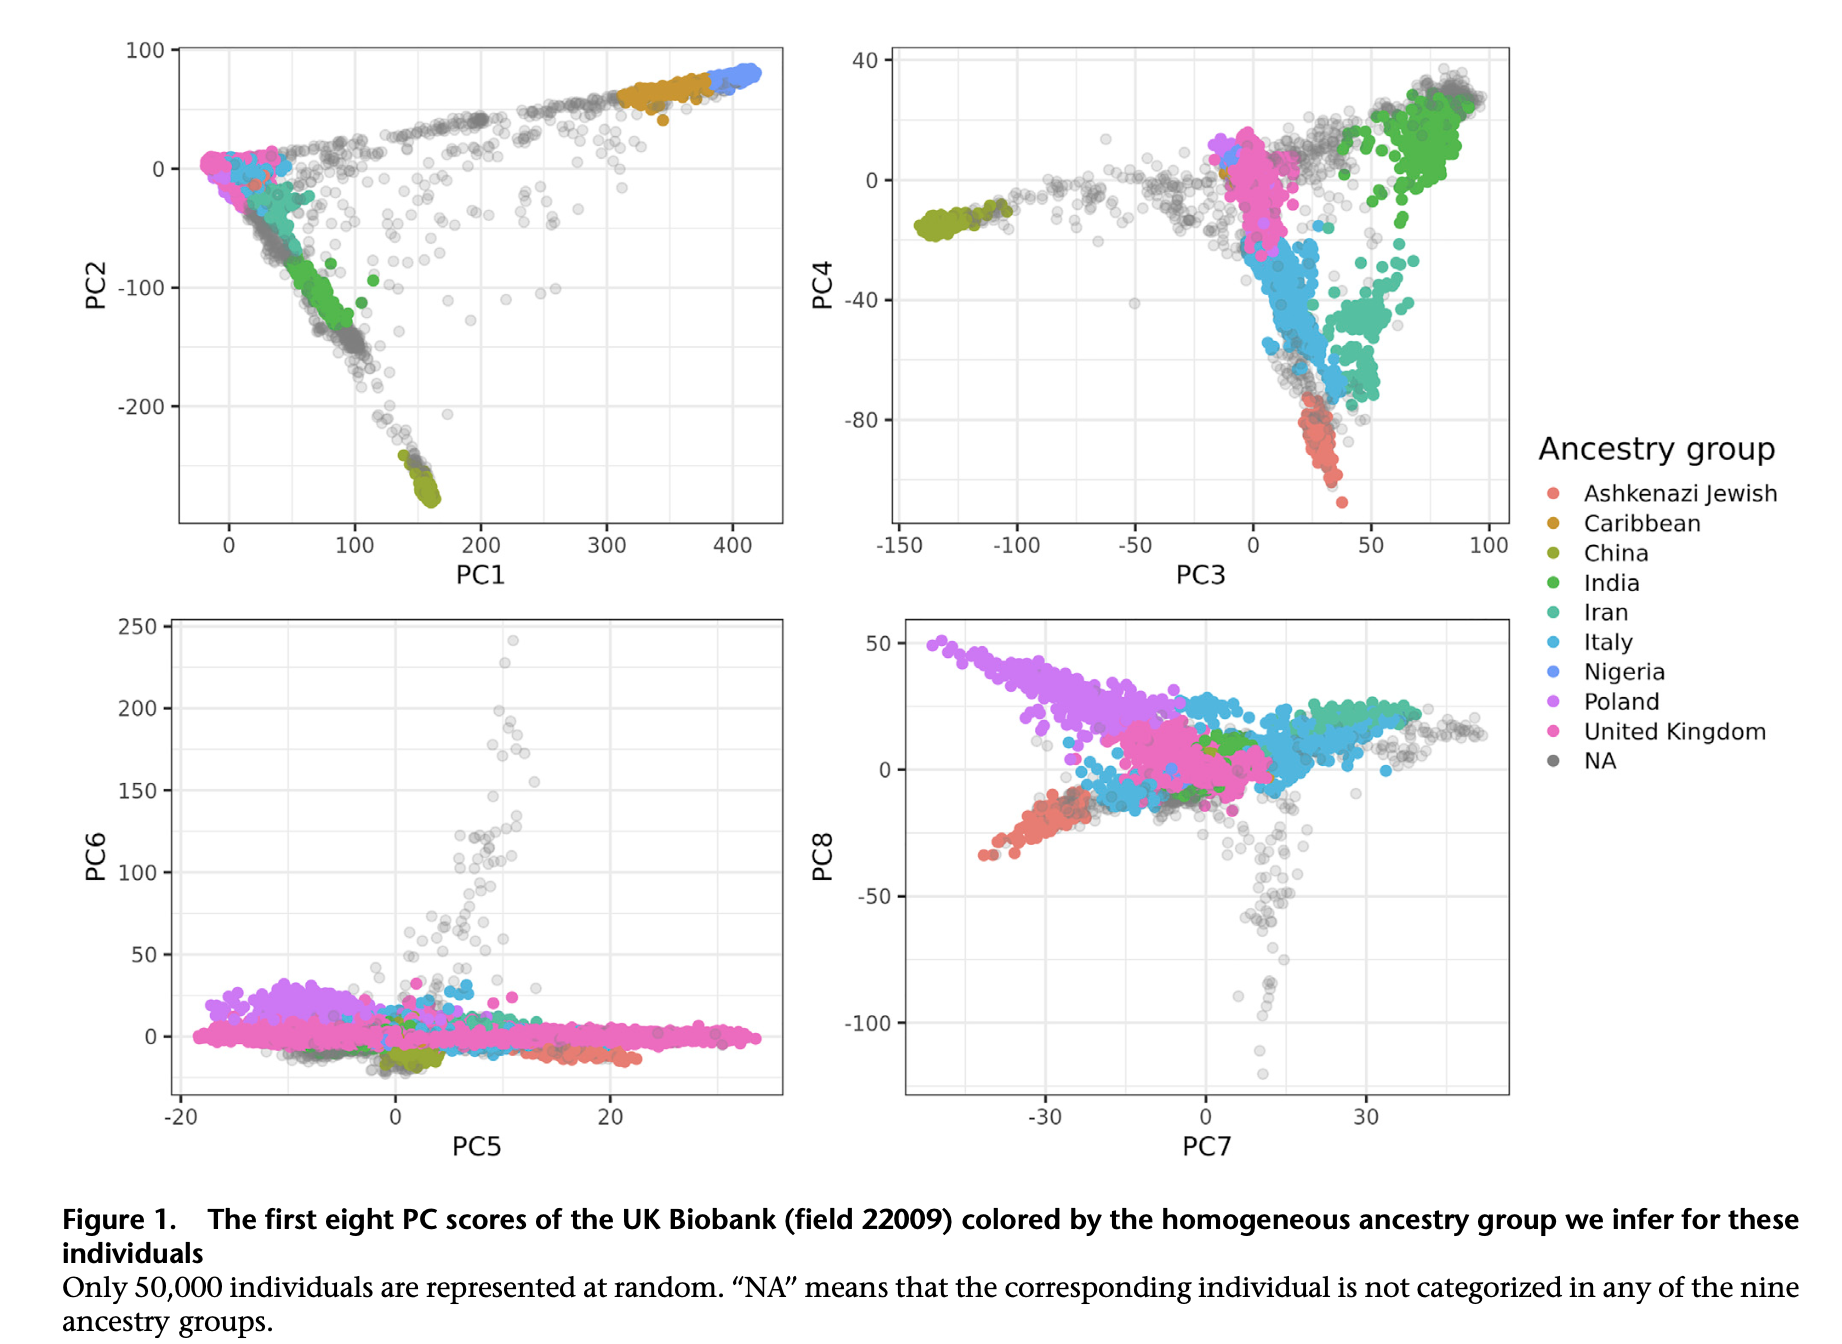 100
0
-100
-200
PC2
0
100
200
300
400
PC1
40
0
-40
-80
PC4
-150
-100
-50
0
50
100
PC3
250
200
150
100
50
0
PC6
-20
0
20
PC5
50
0
-50
-100
PC8
-30
0
30
PC7
Ancestry group
Ashkenazi Jewish
Caribbean
China
India
Iran
Italy
Nigeria
Poland
United Kingdom
NA
Figure 1. The first eight PC scores of the UK Biobank (field 22009) colored by the homogeneous ancestry group we infer for these
individuals
Only 50,000 individuals are represented at random. “NA” means that the corresponding individual is not categorized in any of the nine
ancestry groups.